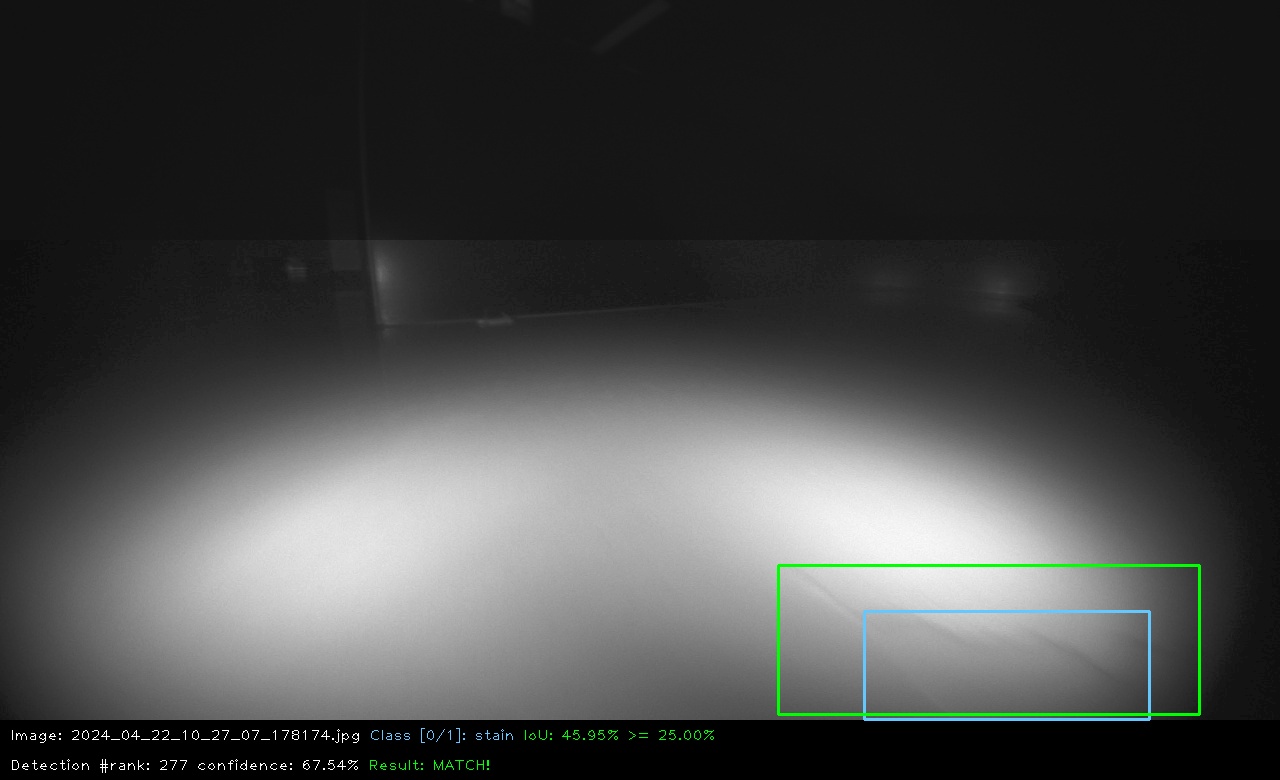 Image: 2024_04_22_10_27_07_178174.jpg Class [0/1]: stain IoU: 45.95% >= 25.00%
Detection #rank: 277 confidence: 67.54% Result: MATCH!